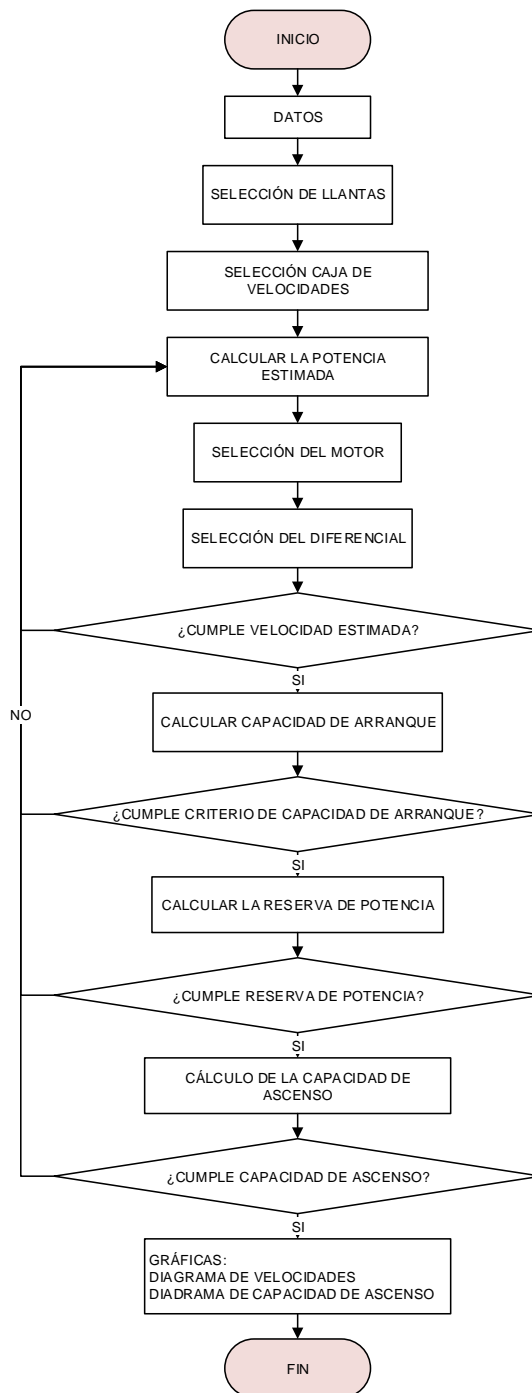 INICIO
DATOS
SELECCIÓN DE LLANTAS
SELECCIÓN CAJA DE
VELOCIDADES
CALCULAR LA POTENCIA
ESTIMADA
SELECCIÓN DEL MOTOR
SELECCIÓN DEL DIFERENCIAL
¿CUMPLE VELOCIDAD ESTIMADA?
SI
CALCULAR CAPACIDAD DE ARRANQUE
NO
¿CUMPLE CRITERIO DE CAPACIDAD DE ARRANQUE?
SI
CALCULAR LA RESERVA DE POTENCIA
¿CUMPLE RESERVA DE POTENCIA?
SI
CÁLCULO DE LA CAPACIDAD DE
ASCENSO
¿CUMPLE CAPACIDAD DE ASCENSO?
SI
GRÁFICAS:
DIAGRAMA DE VELOCIDADES
DIADRAMA DE CAPACIDAD DE ASCENSO
FIN